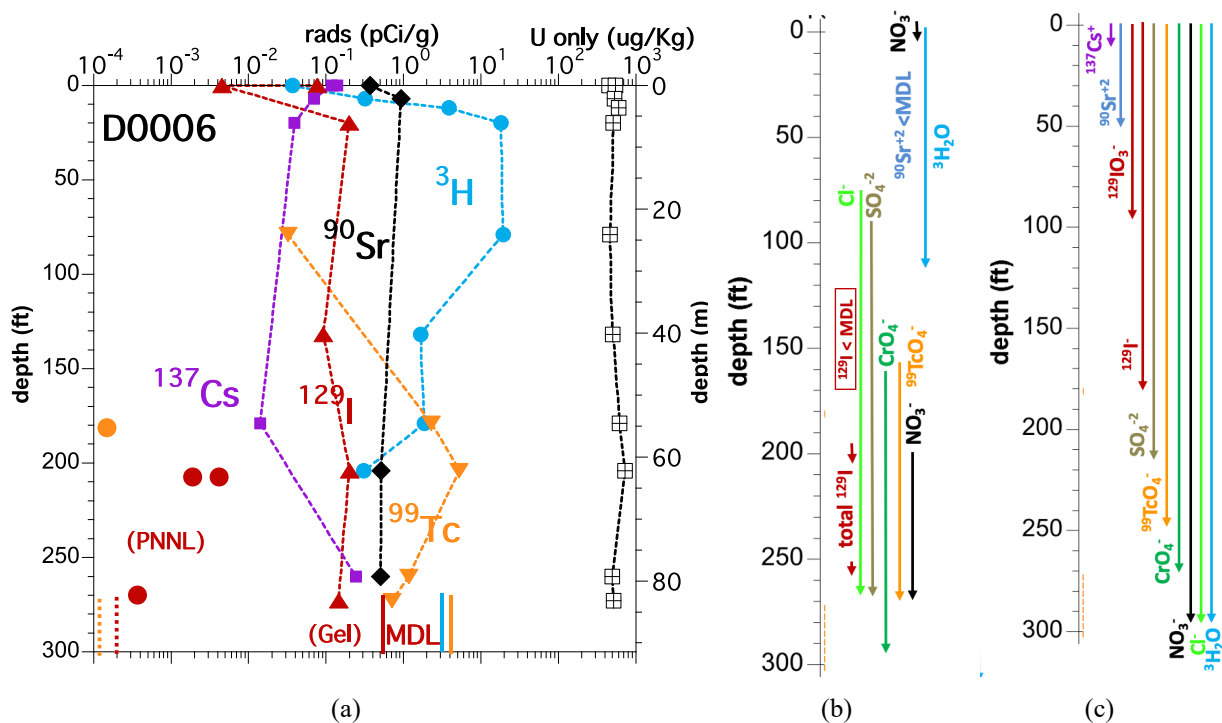 rads (pCi/g)
U only (ug/Kg)
10⁻⁴ 10⁻³ 10⁻² 10⁻¹ 10⁰ 10¹ 10² 10³
D0006
³H
⁹⁰Sr
¹³⁷Cs
¹²⁹I
⁹⁹Tc
(PNNL)
(Gel)
MDL
depth (ft)
0
50
100
150
200
250
300
depth (m)
0
20
40
60
80
(a)
depth (ft)
0
50
100
150
200
250
300
NO₃⁻
⁹⁰Sr⁺² <MDL
³H₂O
Cl⁻
SO₄⁻²
¹²⁹I < MDL
CrO₄⁻
⁹⁹TcO₄⁻
NO₃⁻
total ¹²⁹I
(b)
depth (ft)
0
50
100
150
200
250
300
¹³⁷Cs⁺
⁹⁰Sr⁺²
¹²⁹IO₃⁻
¹²⁹I⁻
SO₄⁻²
⁹⁹TcO₄⁻
CrO₄⁻
NO₃⁻
Cl⁻
³H₂O
(c)